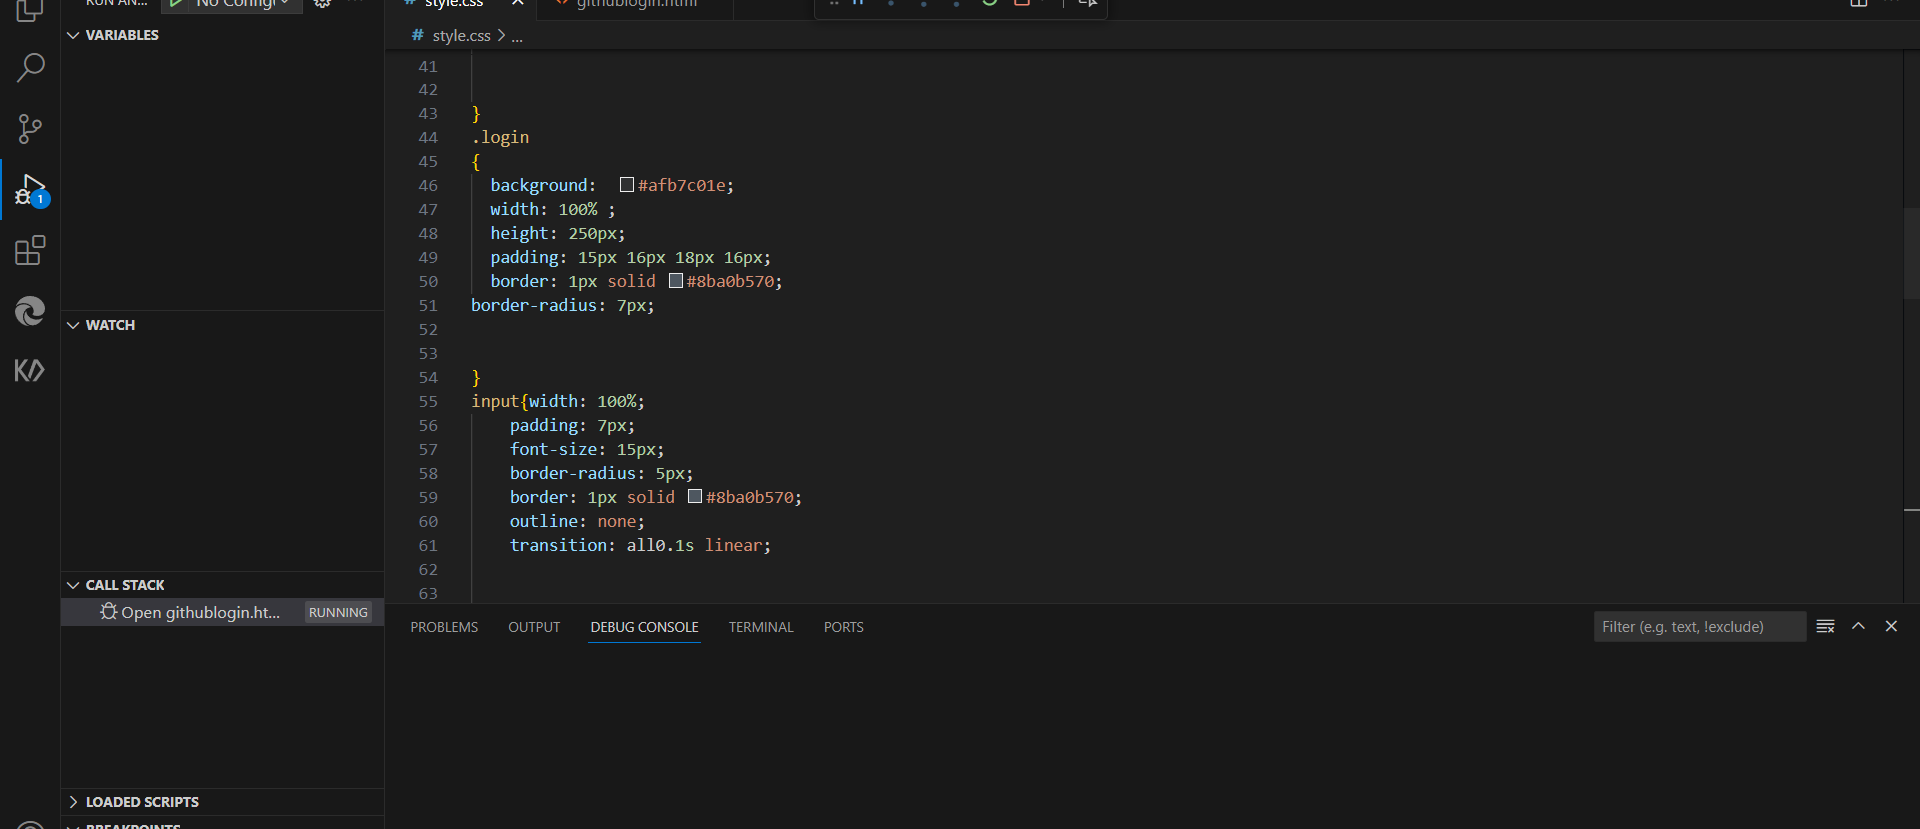 RUN AN...
No Config
style.css
githublogin.html
VARIABLES
# style.css > ...
41
42
43 }
44 .login
45 {
46 background: #afb7c01e;
47 width: 100% ;
48 height: 250px;
49 padding: 15px 16px 18px 16px;
50 border: 1px solid #8ba0b570;
51 border-radius: 7px;
52
53
54 }
55 input{width: 100%;
56 padding: 7px;
57 font-size: 15px;
58 border-radius: 5px;
59 border: 1px solid #8ba0b570;
60 outline: none;
61 transition: all0.1s linear;
62
63
1
WATCH
CALL STACK
Open githublogin.ht... RUNNING
LOADED SCRIPTS
BREAKPOINTS
PROBLEMS OUTPUT DEBUG CONSOLE TERMINAL PORTS
Filter (e.g. text, !exclude)